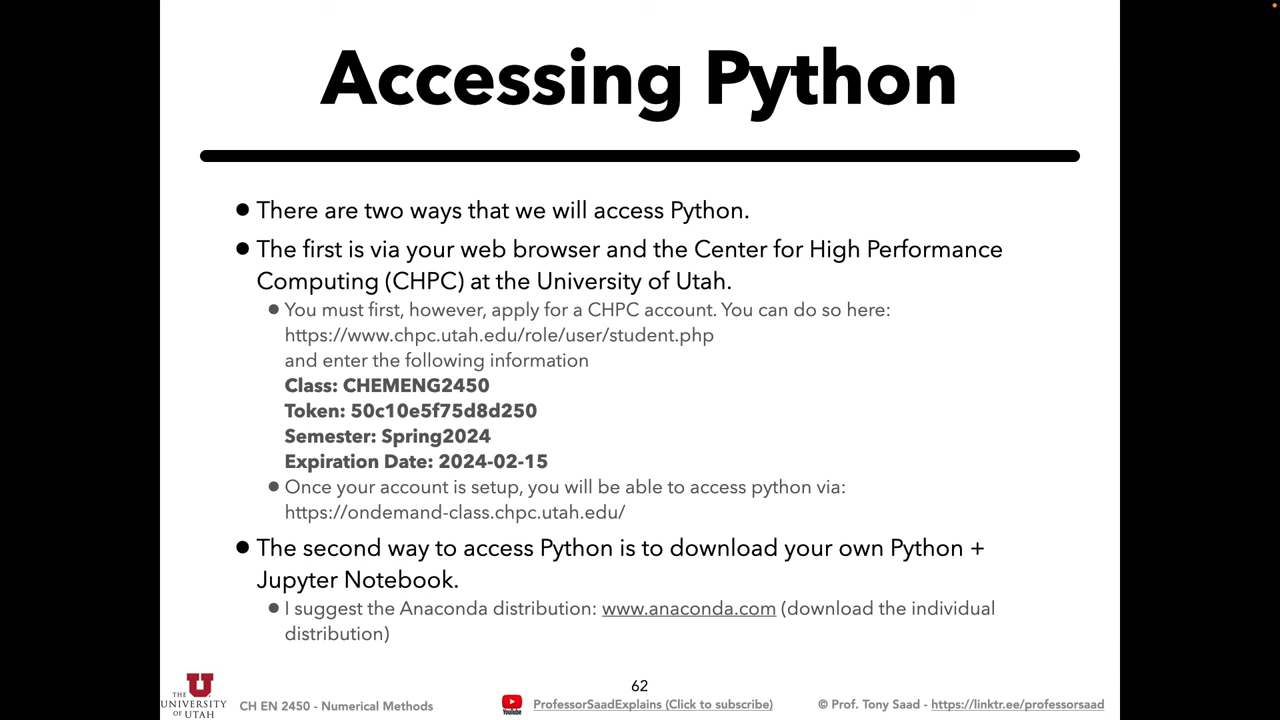 Accessing Python
● There are two ways that we will access Python.
● The first is via your web browser and the Center for High Performance
Computing (CHPC) at the University of Utah.
● You must first, however, apply for a CHPC account. You can do so here:
https://www.chpc.utah.edu/role/user/student.php
and enter the following information
Class: CHEMENG2450
Token: 50c10e5f75d8d250
Semester: Spring2024
Expiration Date: 2024-02-15
● Once your account is setup, you will be able to access python via:
https://ondemand-class.chpc.utah.edu/
● The second way to access Python is to download your own Python +
Jupyter Notebook.
● I suggest the Anaconda distribution: www.anaconda.com (download the individual
distribution)
62
THE
UNIVERSITY
OF UTAH
CH EN 2450 - Numerical Methods
YouTube
ProfessorSaadExplains (Click to subscribe)
© Prof. Tony Saad - https://linktr.ee/professorsaad